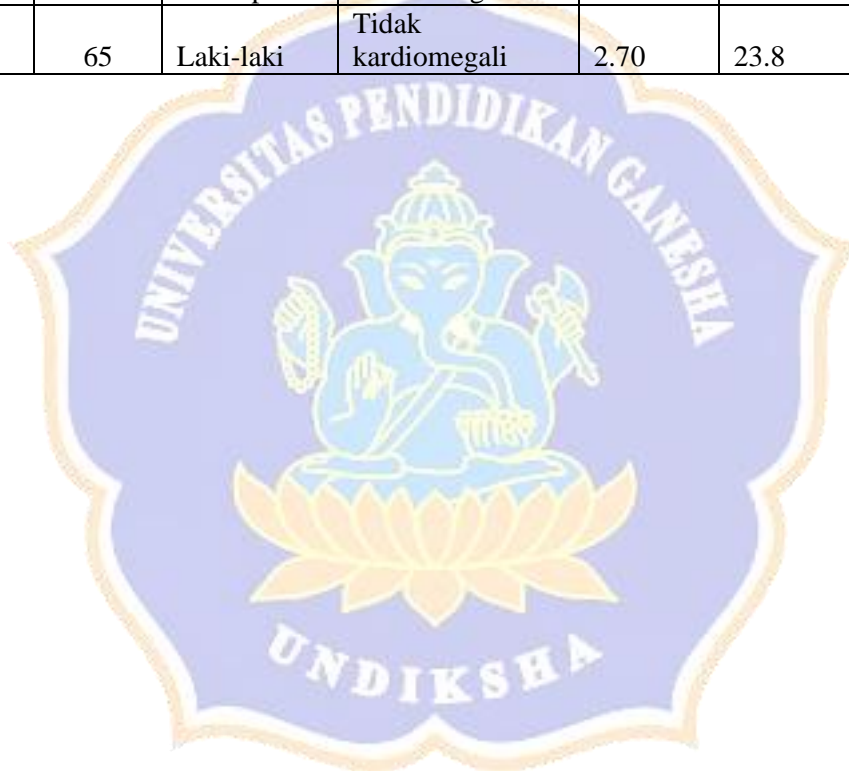 65 Laki-laki Tidak kardiomegali 2.70 23.8
UNIVERSITAS PENDIDIKAN GANESHA
UNDIKSHA